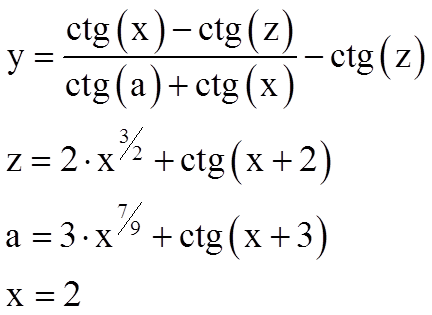 y = (ctg(x) − ctg(z)) / (ctg(a) + ctg(x)) − ctg(z)
z = 2·x^(3/2) + ctg(x + 2)
a = 3·x^(7/9) + ctg(x + 3)
x = 2